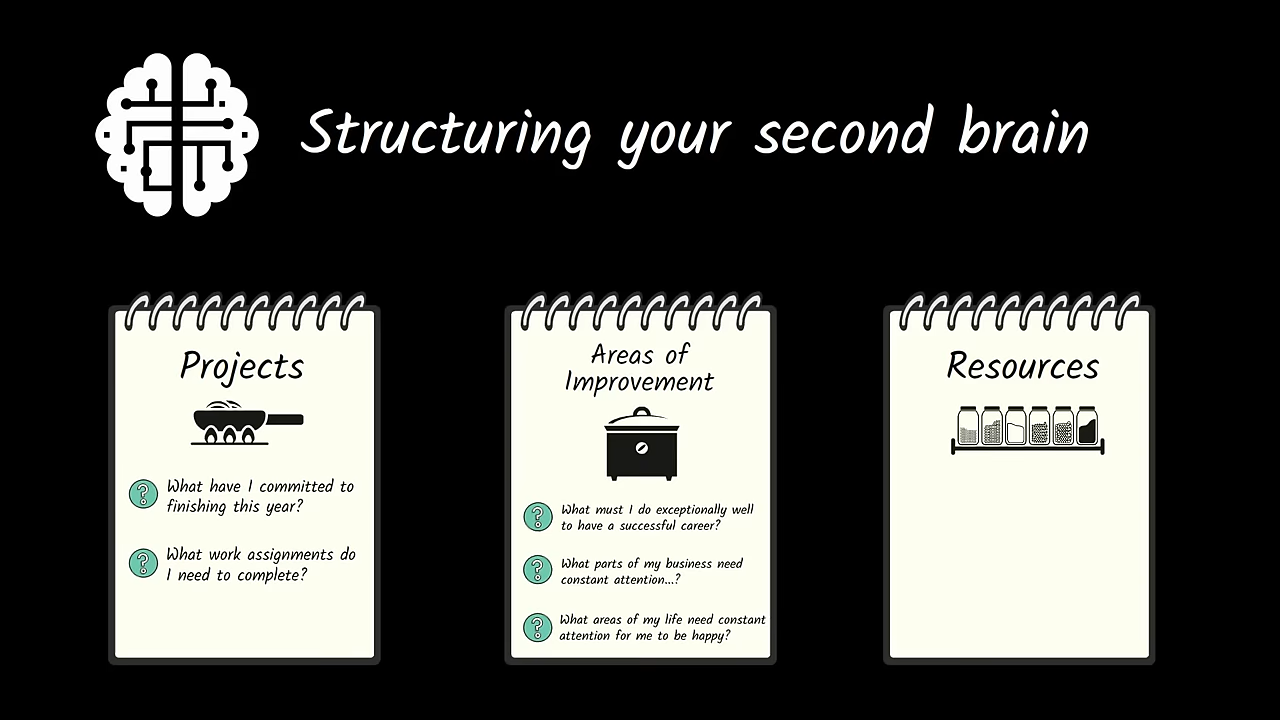 Structuring your second brain
Projects
What have I committed to
finishing this year?
What work assignments do
I need to complete?
Areas of
Improvement
What must I do exceptionally well
to have a successful career?
What parts of my business need
constant attention...?
What areas of my life need constant
attention for me to be happy?
Resources